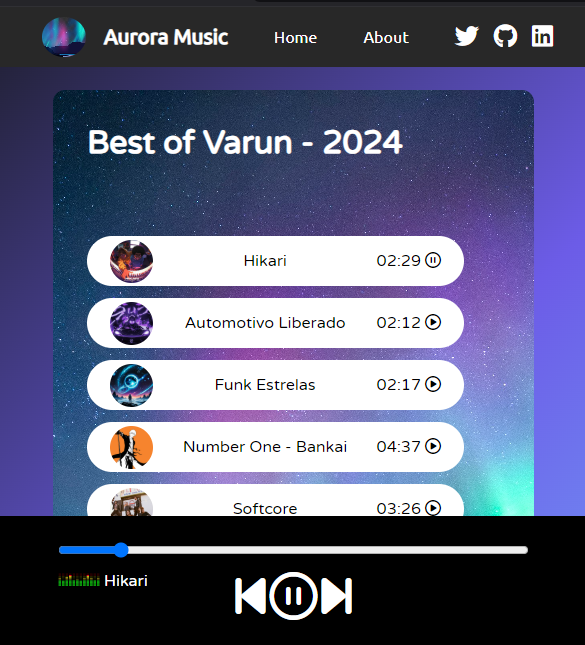 Aurora Music Home About
Best of Varun - 2024
Hikari 02:29
Automotivo Liberado 02:12
Funk Estrelas 02:17
Number One - Bankai 04:37
Softcore 03:26
Hikari